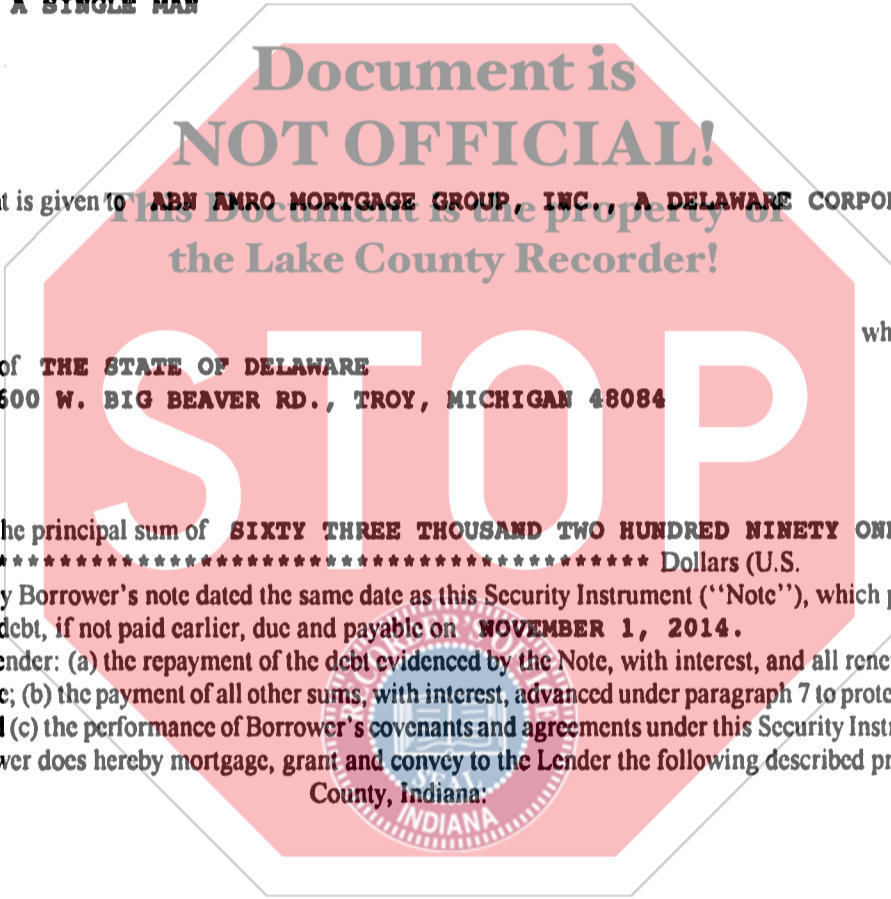 A SINGLE MAN
Document is
NOT OFFICIAL!
t is given to ABN AMRO MORTGAGE GROUP, INC., A DELAWARE CORPO
This Document is the property of
the Lake County Recorder!
wh
of THE STATE OF DELAWARE
600 W. BIG BEAVER RD., TROY, MICHIGAN 48084
STOP
he principal sum of SIXTY THREE THOUSAND TWO HUNDRED NINETY ON
************************************************ Dollars (U.S.
y Borrower's note dated the same date as this Security Instrument (“Note”), which p
debt, if not paid earlier, due and payable on NOVEMBER 1, 2014.
ender: (a) the repayment of the debt evidenced by the Note, with interest, and all rene
; (b) the payment of all other sums, with interest, advanced under paragraph 7 to prote
(c) the performance of Borrower's covenants and agreements under this Security Inst
wer does hereby mortgage, grant and convey to the Lender the following described pr
County, Indiana:
RECORDER'S OFFICE
SEAL
INDIANA